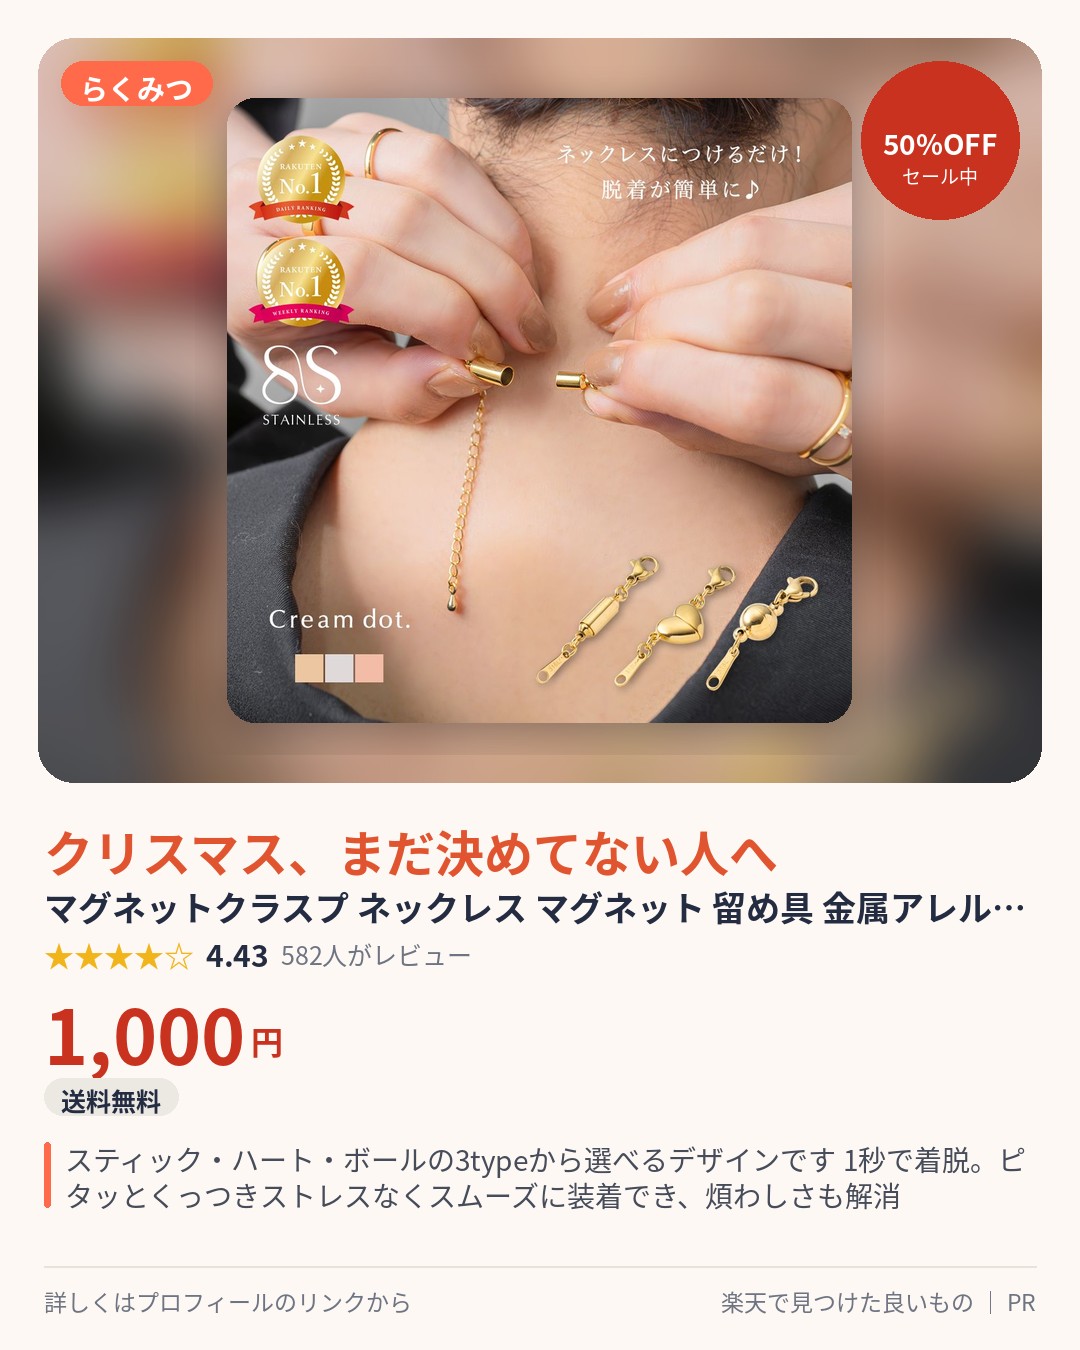 らくみつ
50%OFF
セール中
ネックレスにつけるだけ!
脱着が簡単に♪
RAKUTEN
No.1
DAILY RANKING
RAKUTEN
No.1
WEEKLY RANKING
STAINLESS
Cream dot.
クリスマス、まだ決めてない人へ
マグネットクラスプ ネックレス マグネット 留め具 金属アレル…
★★★★☆ 4.43 582人がレビュー
1,000円
送料無料
スティック・ハート・ボールの3typeから選べるデザインです 1秒で着脱。ピ
タッとくっつきストレスなくスムーズに装着でき、煩わしさも解消
詳しくはプロフィールのリンクから
楽天で見つけた良いもの｜PR